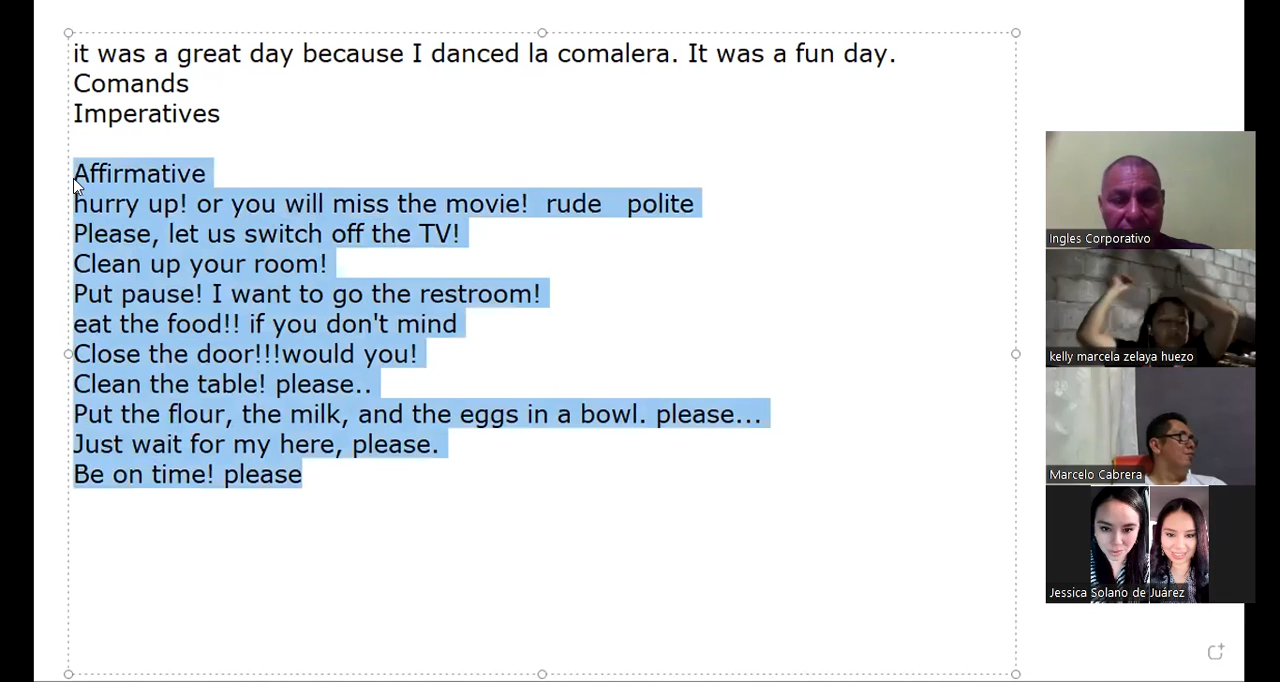 it was a great day because I danced la comalera. It was a fun day.
Comands
Imperatives
Affirmative
hurry up! or you will miss the movie!  rude   polite
Please, let us switch off the TV!
Clean up your room!
Put pause! I want to go the restroom!
eat the food!! if you don't mind
Close the door!!!would you!
Clean the table! please..
Put the flour, the milk, and the eggs in a bowl. please...
Just wait for my here, please.
Be on time! please
Ingles Corporativo
kelly marcela zelaya huezo
Marcelo Cabrera
Jessica Solano de Juárez